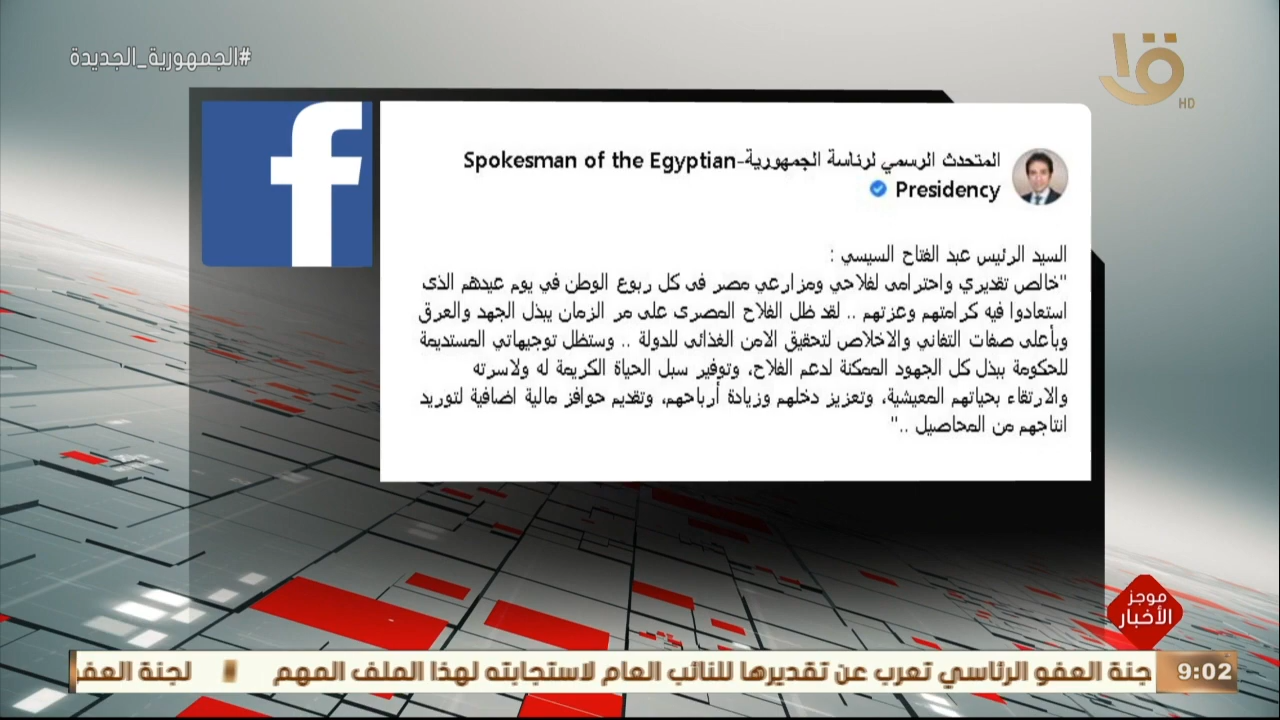 #الجمهورية_الجديدة
HD
المتحدث الرسمي لرئاسة الجمهورية-Spokesman of the Egyptian
Presidency
السيد الرئيس عبد الفتاح السيسي :
"خالص تقديري واحترامى لفلاحي ومزارعي مصر فى كل ربوع الوطن في يوم عيدهم الذى
استعادوا فيه كرامتهم وعزتهم .. لقد ظل الفلاح المصرى على مر الزمان يبذل الجهد والعرق
وبأعلى صفات التفاني والاخلاص لتحقيق الامن الغذائى للدولة .. وستظل توجيهاتي المستديمة
للحكومة ببذل كل الجهود الممكنة لدعم الفلاح، وتوفير سبل الحياة الكريمة له ولاسرته
والارتقاء بحياتهم المعيشية، وتعزيز دخلهم وزيادة أرباحهم، وتقديم حوافز مالية اضافية لتوريد
انتاجهم من المحاصيل .."
موجز
الأخبار
9:02 جنة العفو الرئاسي تعرب عن تقديرها للنائب العام لاستجابته لهذا الملف المهم لجنة العفر